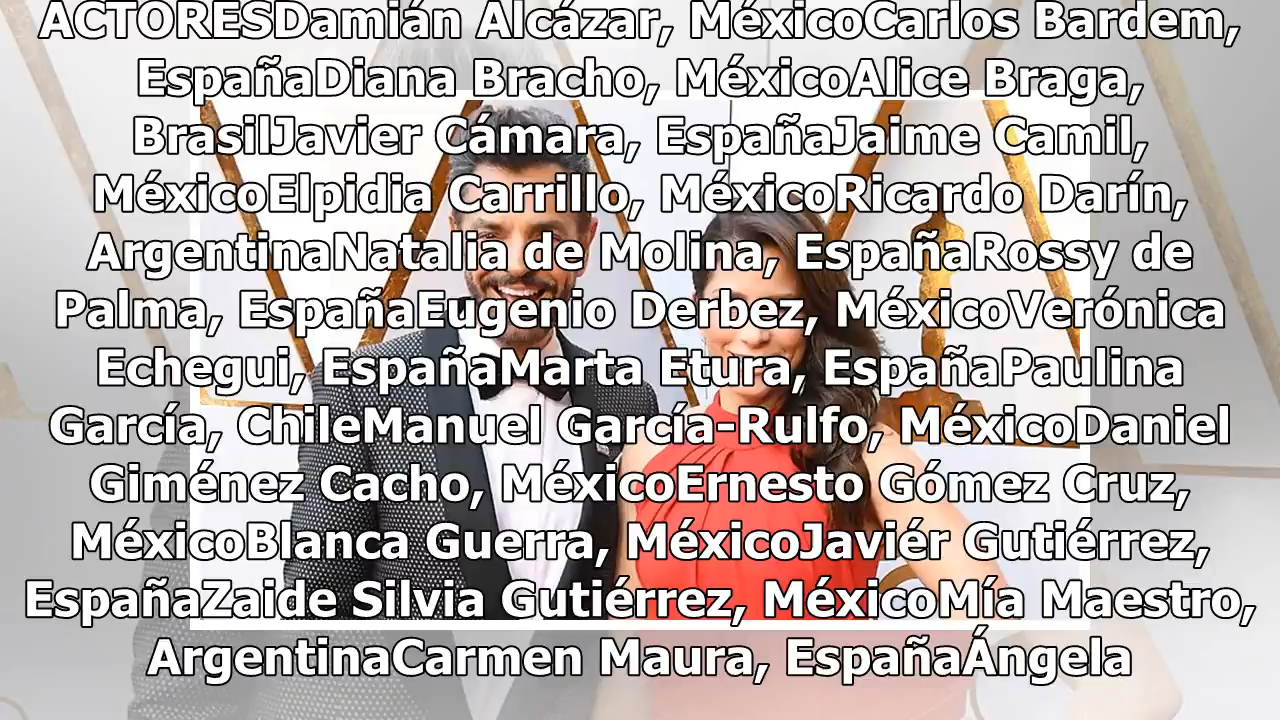 ACTORESDamián Alcázar, MéxicoCarlos Bardem,
EspañaDiana Bracho, MéxicoAlice Braga,
BrasilJavier Cámara, EspañaJaime Camil,
MéxicoElpidia Carrillo, MéxicoRicardo Darín,
ArgentinaNatalia de Molina, EspañaRossy de
Palma, EspañaEugenio Derbez, MéxicoVerónica
Echegui, EspañaMarta Etura, EspañaPaulina
García, ChileManuel García-Rulfo, MéxicoDaniel
Giménez Cacho, MéxicoErnesto Gómez Cruz,
MéxicoBlanca Guerra, MéxicoJaviér Gutiérrez,
EspañaZaide Silvia Gutiérrez, MéxicoMía Maestro,
ArgentinaCarmen Maura, EspañaÁngela